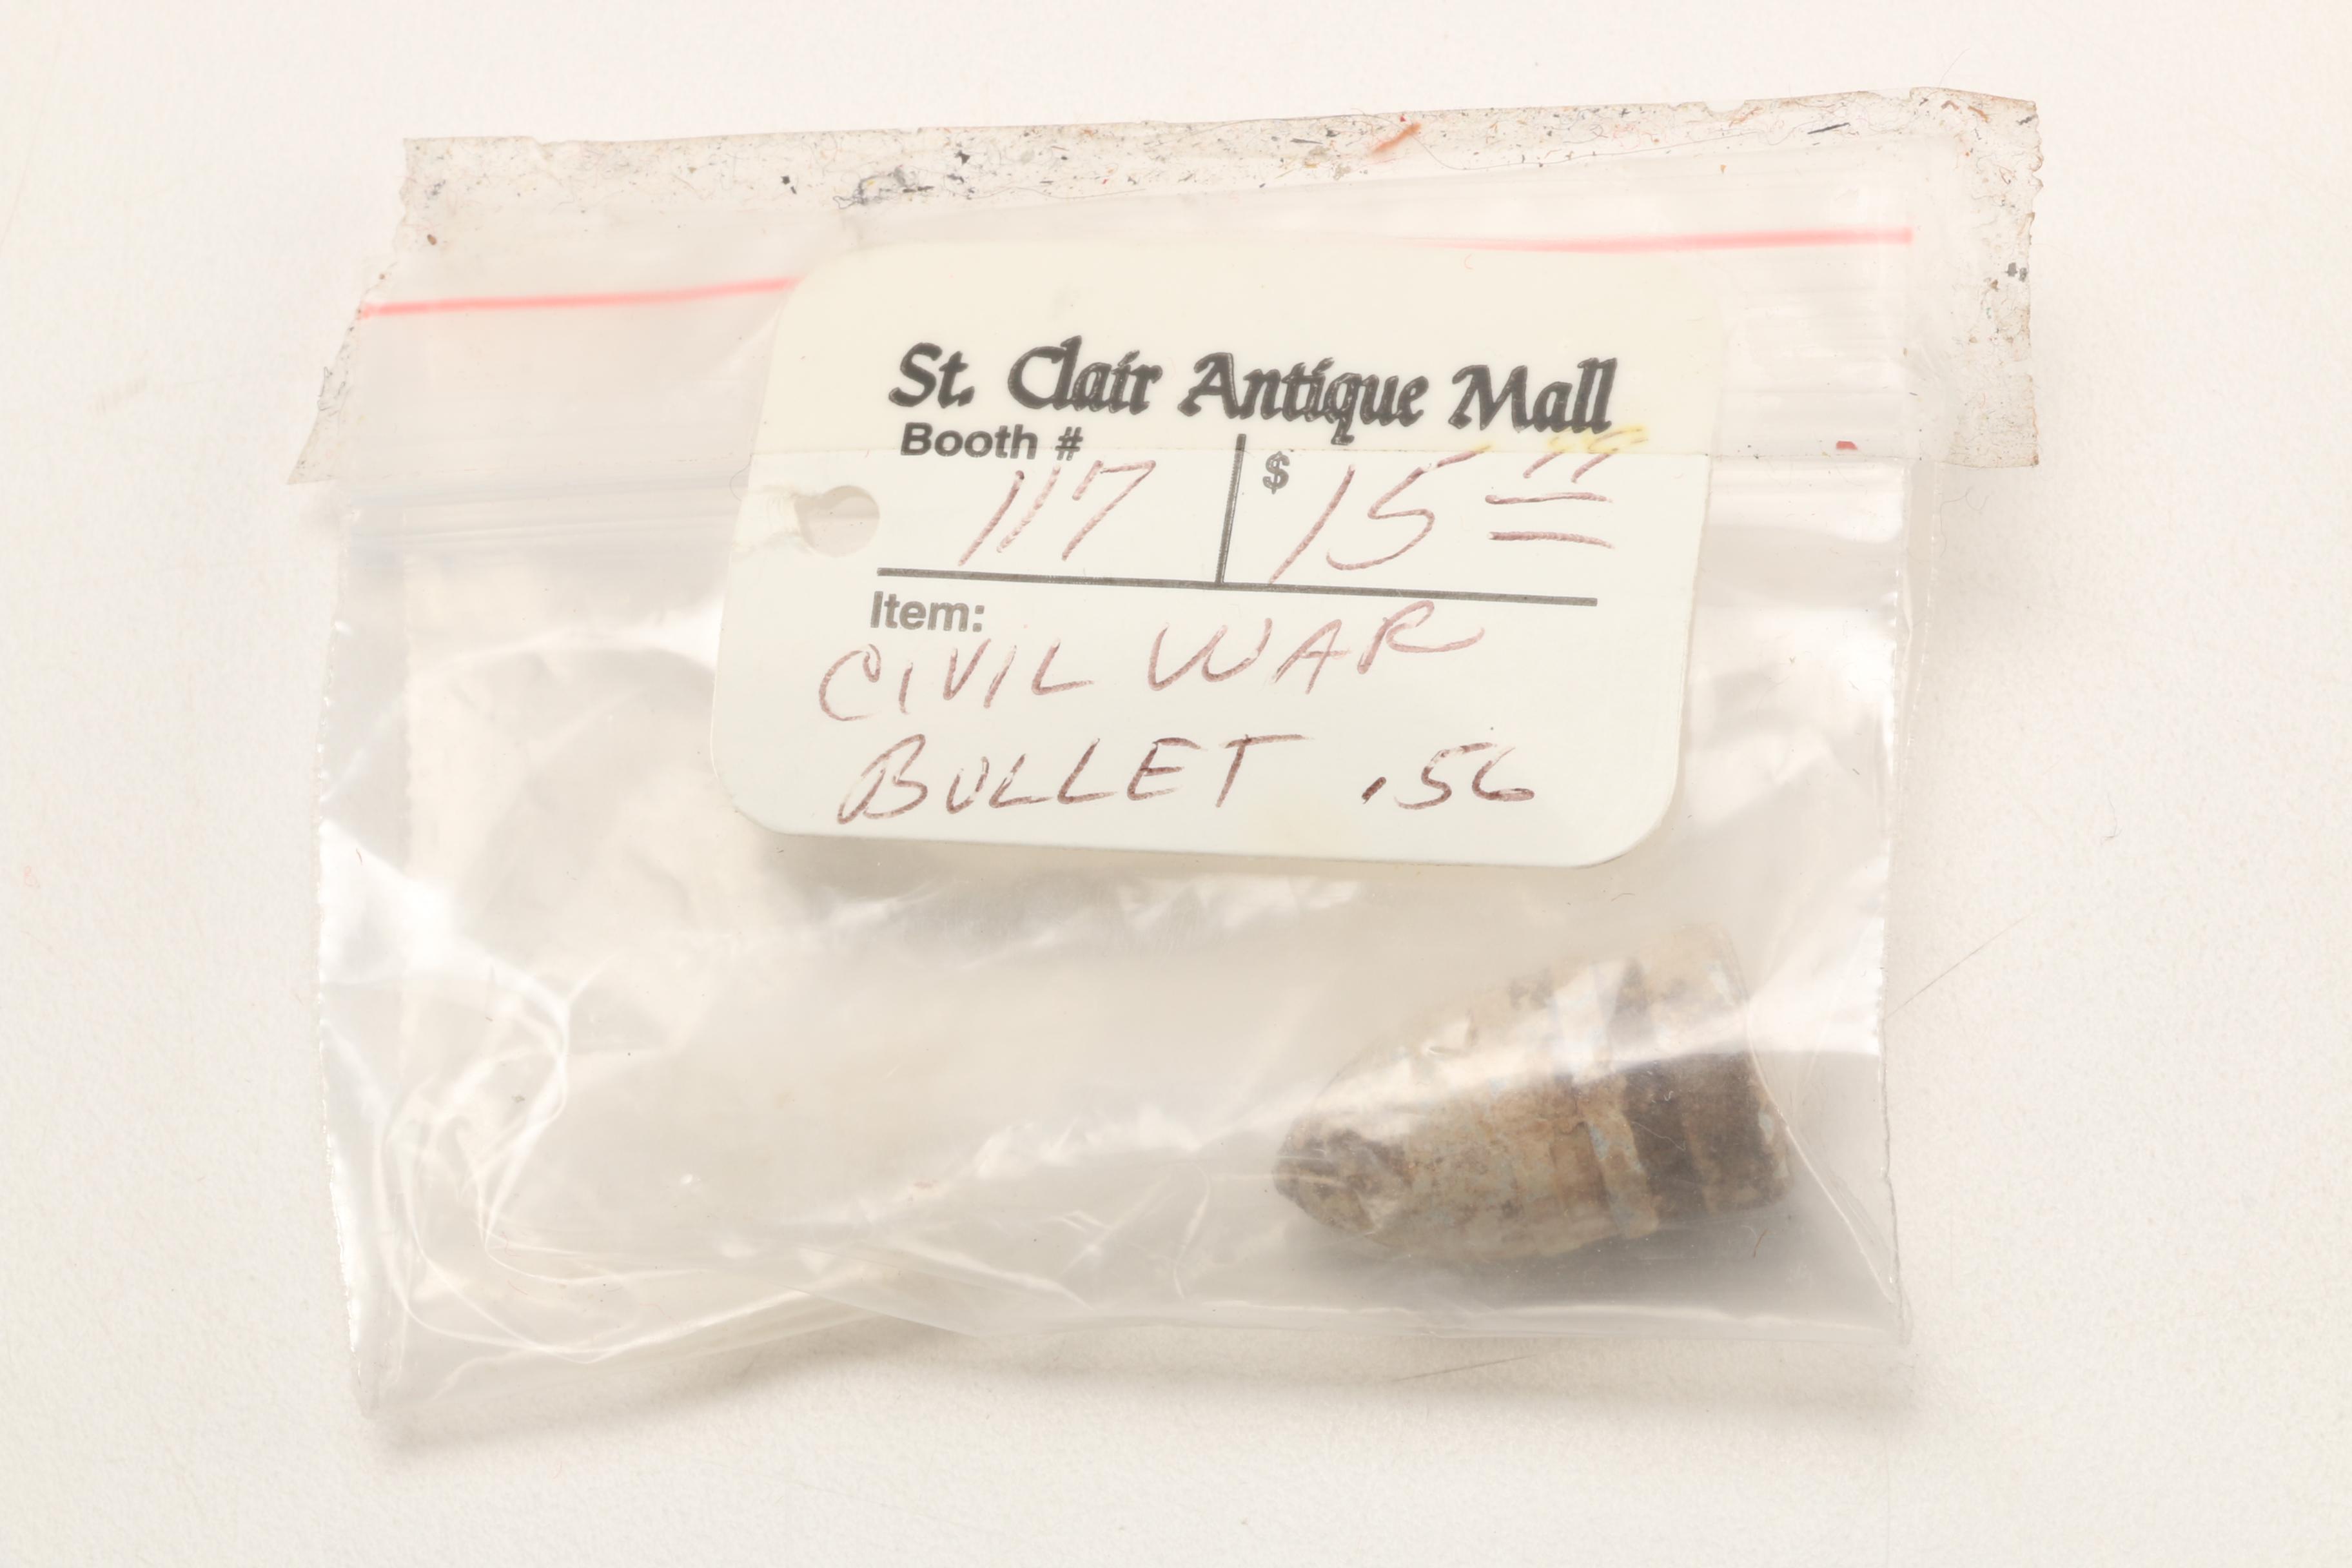 St. Clair Antique Mall
Booth # $
117 15
Item:
CIVIL WAR
BULLET .56